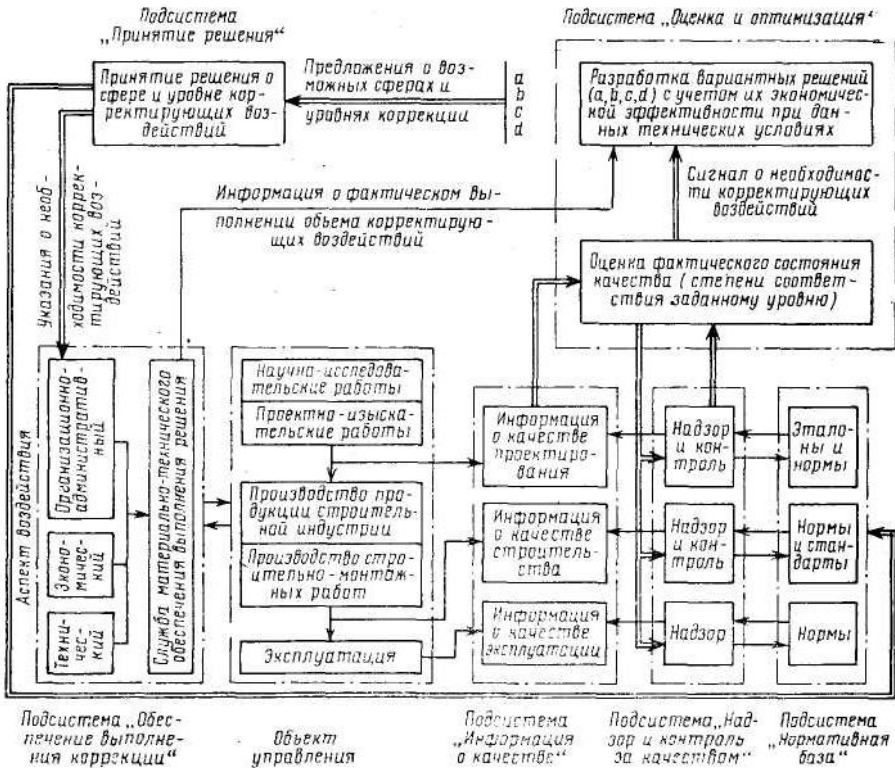 Подсистема
„Принятие решения“
Подсистема „Оценка и оптимизация“
Принятие решения о
сфере и уровне кор-
ректирующих воз-
действий
Предложения о воз-
можных сферах и
уровнях коррекции
a
b
c
d
Разработка вариантных решений
(a,b,c,d) с учетом их экономичес-
кой эффективности при дан-
ных технических условиях
Сигнал о необходимос-
ти корректирующих
воздействий
Указания о необ-
ходимости коррек-
тирующих воз-
действий
Информация о фактическом вы-
полнении объема корректирую-
щих воздействий
Оценка фактического состояния
качества (степени соответ-
ствия заданному уровню)
Аспект воздействия
Организационно-
административ-
ный
Эконо-
мичес-
кий
Техни-
чес-
кий
Служба материально-технического
обеспечения выполнения решения
Научно-исследова-
тельские работы
Проектно-изыска-
тельские работы
Производство про-
дукции строитель-
ной индустрии
Производство стро-
ительно-монтаж-
ных работ
Эксплуатация
Информация
о качестве
проектиро-
вания
Информация
о качестве
строитель-
ства
Информация
о качестве
эксплуатации
Надзор
и кон-
троль
Надзор
и кон-
троль
Надзор
Этало-
ны и
нормы
Нормы
и стан-
дарты
Нормы
Подсистема „Обес-
печение выполне-
ния коррекции“
Объект
управления
Подсистема
„Информация
о качестве“
Подсистема „Над-
зор и контроль
за качеством“
Подсистема
„Нормативная
база“